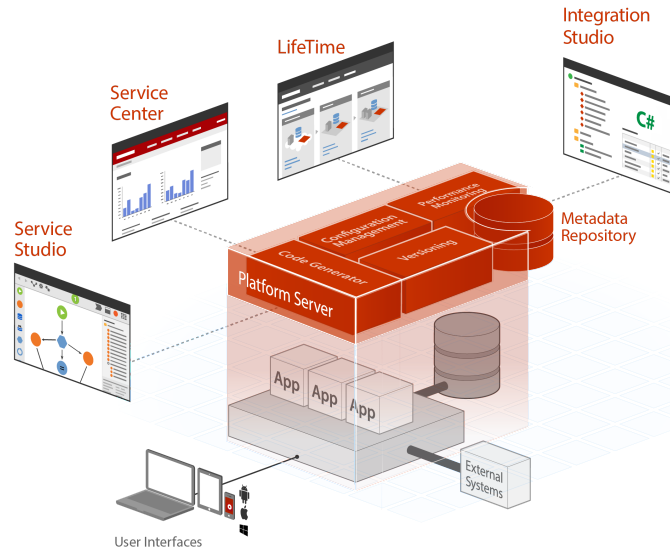 Integration
Studio
LifeTime
Service
Center
C#
Service
Studio
Performance
Monitoring
Configuration
Management
Metadata
Repository
Code Generator
Versioning
Platform Server
App
App
App
External
Systems
User Interfaces